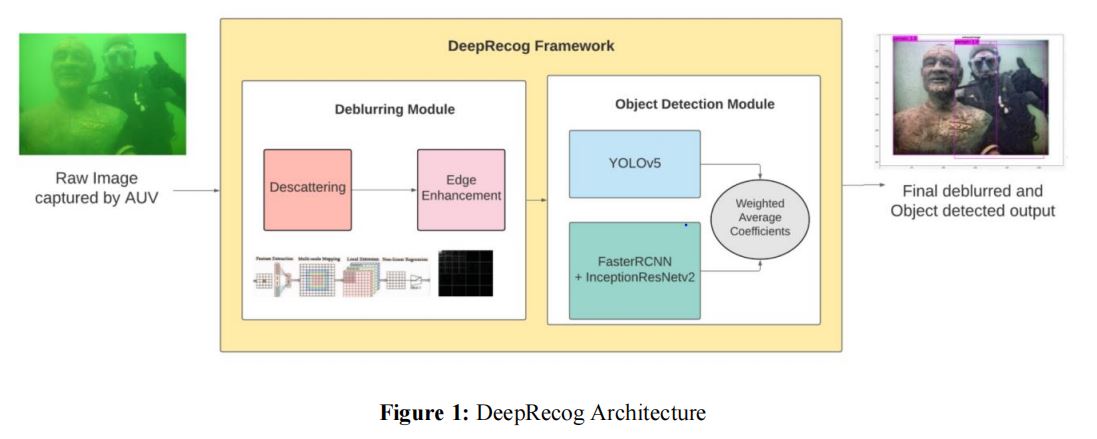 DeepRecog Framework
Raw Image
captured by AUV
Deblurring Module
Descattering
Edge
Enhancement
Feature Extraction
Multi-scale Mapping
Local Extremum
Non-linear Regression
Object Detection Module
YOLOv5
FasterRCNN
+ InceptionResNetv2
Weighted
Average
Coefficients
Final deblurred and
Object detected output
Figure 1: DeepRecog Architecture